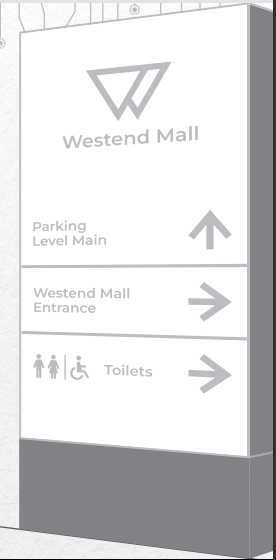 Westend Mall
Parking
Level Main
Westend Mall
Entrance
Toilets